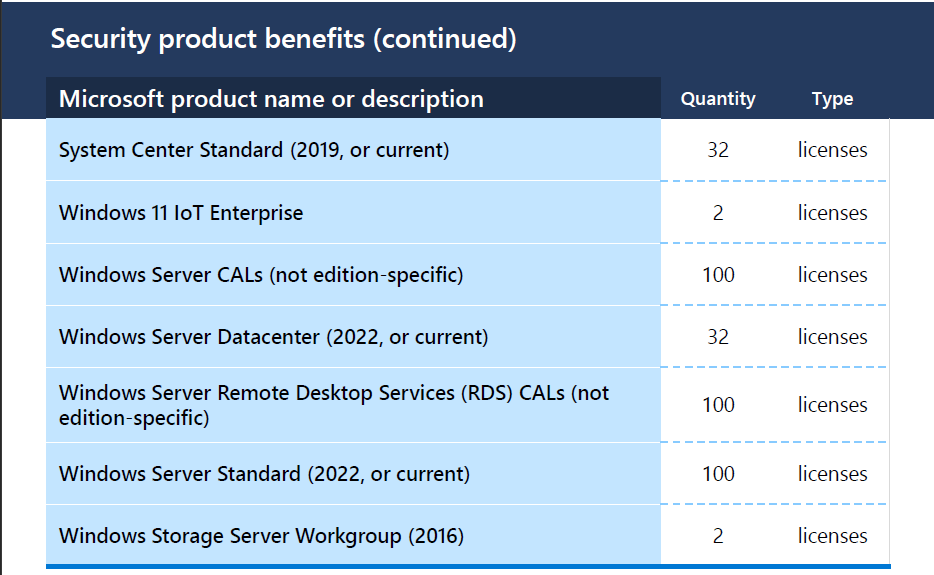 Security product benefits (continued)
Microsoft product name or description Quantity Type
System Center Standard (2019, or current) 32 licenses
Windows 11 IoT Enterprise 2 licenses
Windows Server CALs (not edition-specific) 100 licenses
Windows Server Datacenter (2022, or current) 32 licenses
Windows Server Remote Desktop Services (RDS) CALs (not
edition-specific) 100 licenses
Windows Server Standard (2022, or current) 100 licenses
Windows Storage Server Workgroup (2016) 2 licenses